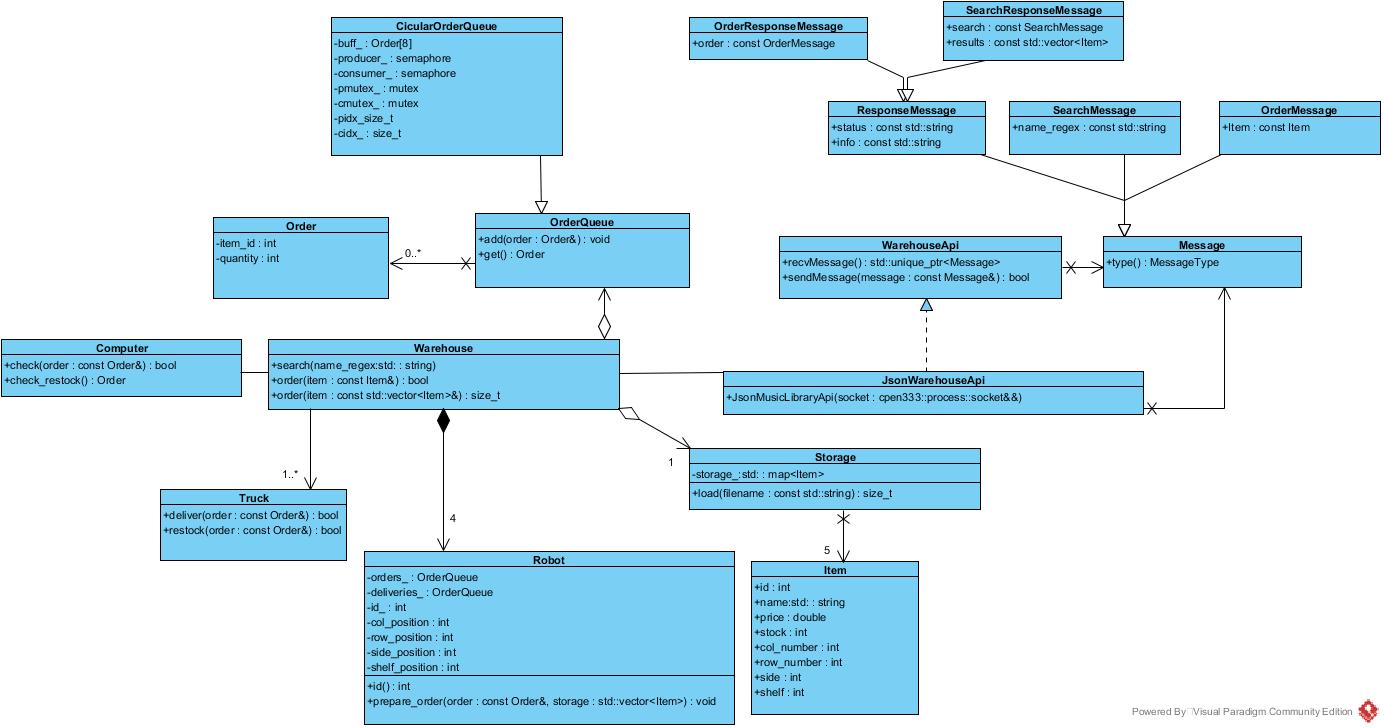 CicularOrderQueue
-buff_ : Order[8]
-producer_ : semaphore
-consumer_ : semaphore
-pmutex_ : mutex
-cmutex_ : mutex
-pidx_size_t
-cidx_ : size_t
OrderResponseMessage
+order : const OrderMessage
SearchResponseMessage
+search : const SearchMessage
+results : const std::vector<Item>
ResponseMessage
+status : const std::string
+info : const std::string
SearchMessage
+name_regex : const std::string
OrderMessage
+Item : const Item
Order
-item_id : int
-quantity : int
0..*
OrderQueue
+add(order : Order&) : void
+get() : Order
WarehouseApi
+recvMessage() : std::unique_ptr<Message>
+sendMessage(message : const Message&) : bool
Message
+type() : MessageType
Computer
+check(order : const Order&) : bool
+check_restock() : Order
Warehouse
+search(name_regex:std: : string)
+order(item : const Item&) : bool
+order(item : const std::vector<Item>&) : size_t
JsonWarehouseApi
+JsonMusicLibraryApi(socket : cpen333::process::socket&&)
1..*
4
1
Storage
-storage_:std: : map<Item>
+load(filename : const std::string) : size_t
Truck
+deliver(order : const Order&) : bool
+restock(order : const Order&) : bool
5
Robot
-orders_ : OrderQueue
-deliveries_ : OrderQueue
-id_ : int
-col_position : int
-row_position : int
-side_position : int
-shelf_position : int
+id() : int
+prepare_order(order : const Order&, storage : std::vector<Item>) : void
Item
+id : int
+name:std: : string
+price : double
+stock : int
+col_number : int
+row_number : int
+side : int
+shelf : int
Powered By Visual Paradigm Community Edition